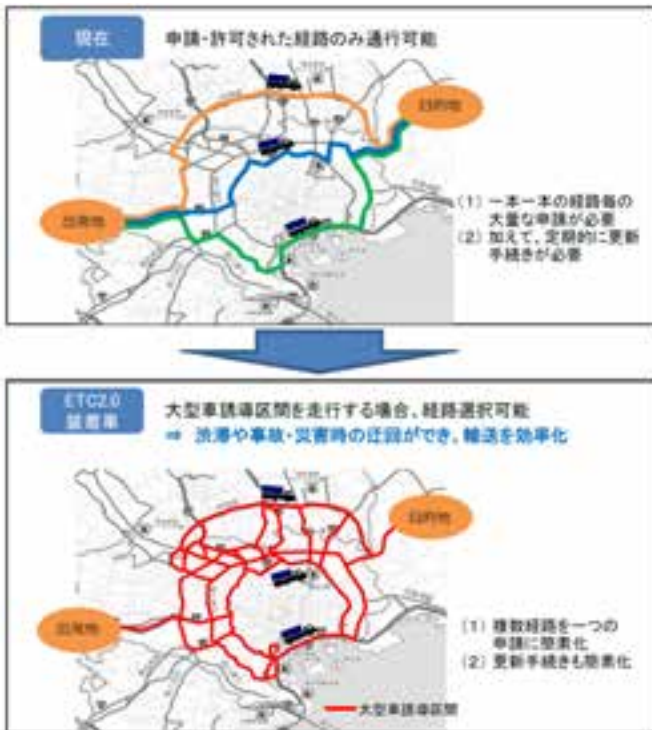 現在
申請・許可された経路のみ通行可能
目的地
出発地
(1) 一本一本の経路毎の
大量な申請が必要
(2) 加えて、定期的に更新
手続きが必要
ETC2.0
装着車
大型車誘導区間を走行する場合、経路選択可能
⇒ 渋滞や事故・災害時の迂回ができ、輸送を効率化
目的地
出発地
(1) 複数経路を一つの
申請に簡素化
(2) 更新手続きも簡素化
大型車誘導区間